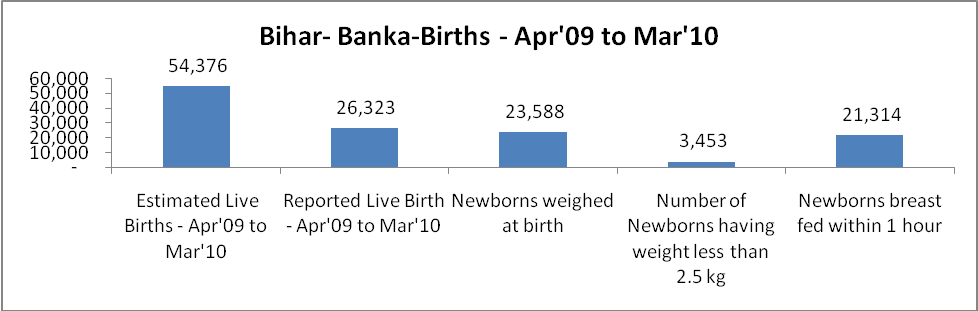 Bihar- Banka-Births - Apr'09 to Mar'10
54,376
26,323
23,588
3,453
21,314
60,000
50,000
40,000
30,000
20,000
10,000
-
Estimated Live
Births - Apr'09 to
Mar'10
Reported Live Birth
- Apr'09 to Mar'10
Newborns weighed
at birth
Number of
Newborns having
weight less than
2.5 kg
Newborns breast
fed within 1 hour